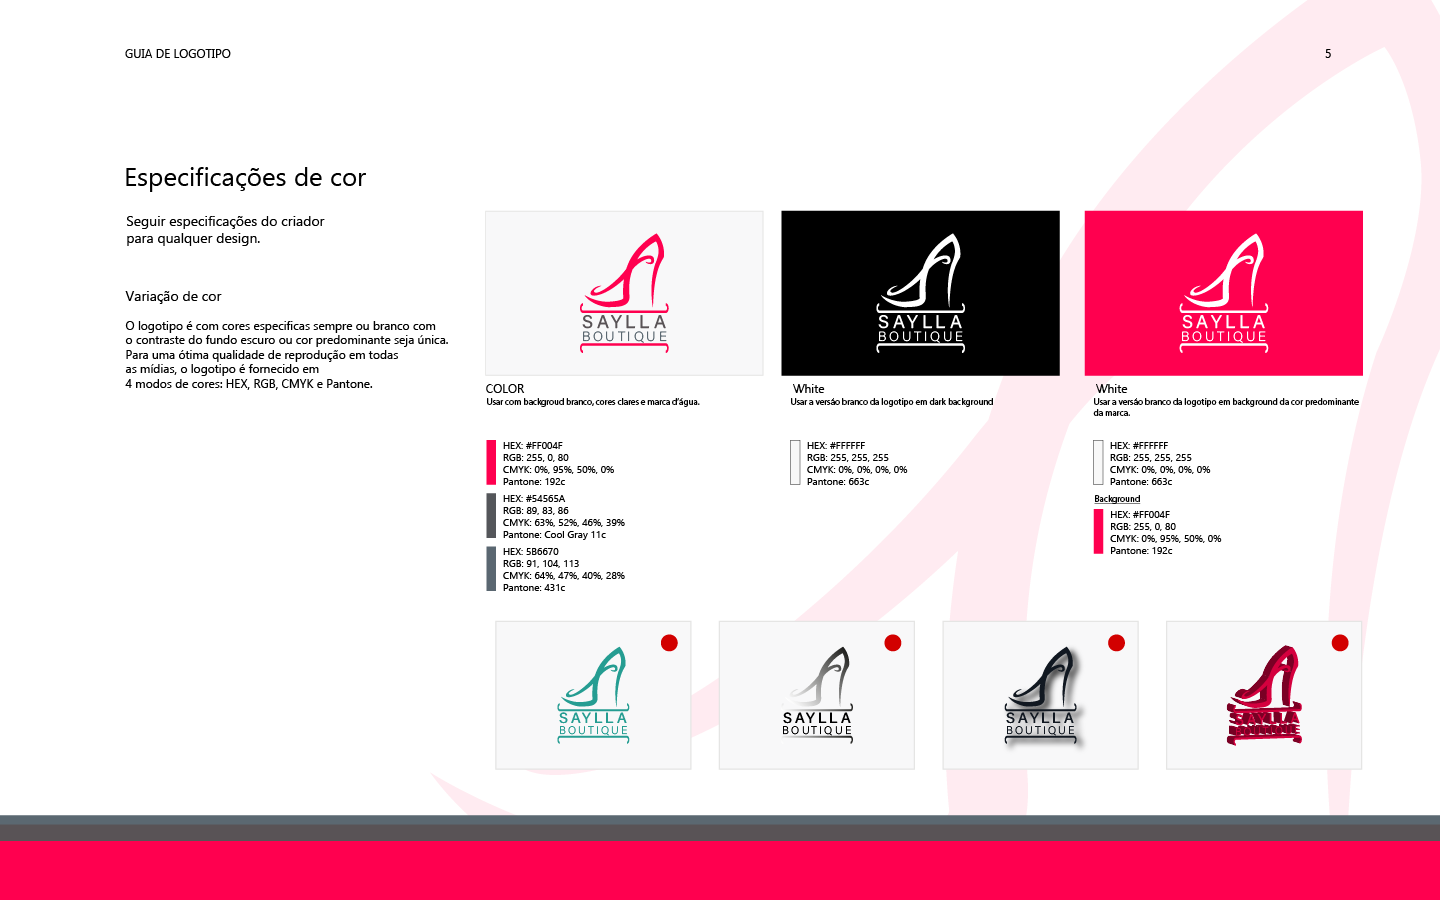 GUIA DE LOGOTIPO
5
Especificações de cor
Seguir especificações do criador
para qualquer design.
Variação de cor
O logotipo é com cores especificas sempre ou branco com
o contraste do fundo escuro ou cor predominante seja única.
Para uma ótima qualidade de reprodução em todas
as mídias, o logotipo é fornecido em
4 modos de cores: HEX, RGB, CMYK e Pantone.
SAYLLA
BOUTIQUE
COLOR
Usar com backgroud branco, cores clares e marca d'água.
HEX: #FF004F
RGB: 255, 0, 80
CMYK: 0%, 95%, 50%, 0%
Pantone: 192c
HEX: #54565A
RGB: 89, 83, 86
CMYK: 63%, 52%, 46%, 39%
Pantone: Cool Gray 11c
HEX: 5B6670
RGB: 91, 104, 113
CMYK: 64%, 47%, 40%, 28%
Pantone: 431c
SAYLLA
BOUTIQUE
White
Usar a versáo branco da logotipo em dark background
HEX: #FFFFFF
RGB: 255, 255, 255
CMYK: 0%, 0%, 0%, 0%
Pantone: 663c
SAYLLA
BOUTIQUE
White
Usar a versáo branco da logotipo em background da cor predominante
da marca.
HEX: #FFFFFF
RGB: 255, 255, 255
CMYK: 0%, 0%, 0%, 0%
Pantone: 663c
Background
HEX: #FF004F
RGB: 255, 0, 80
CMYK: 0%, 95%, 50%, 0%
Pantone: 192c
SAYLLA
BOUTIQUE
SAYLLA
BOUTIQUE
SAYLLA
BOUTIQUE
SAYLLA
BOUTIQUE